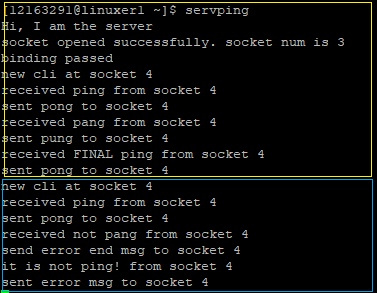 [12163291@linuxer1 ~]$ servping
Hi, I am the server
socket opened successfully. socket num is 3
binding passed
new cli at socket 4
received ping from socket 4
sent pong to socket 4
received pang from socket 4
sent pung to socket 4
received FINAL ping from socket 4
sent pong to socket 4
new cli at socket 4
received ping from socket 4
sent pong to socket 4
received not pang from socket 4
send error end msg to socket 4
it is not ping! from socket 4
sent error msg to socket 4